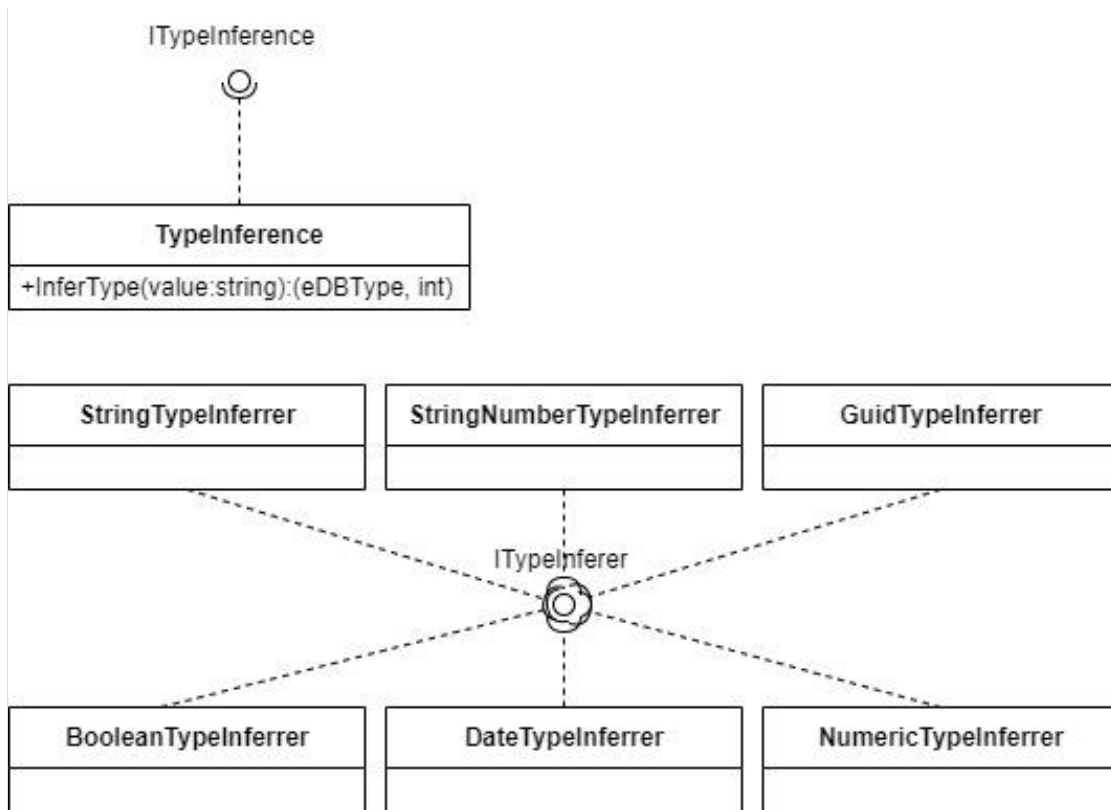 ITypeInference
TypeInference
+InferType(value:string):(eDBType, int)
StringTypeInferrer
StringNumberTypeInferrer
GuidTypeInferrer
ITypeInferer
BooleanTypeInferrer
DateTypeInferrer
NumericTypeInferrer